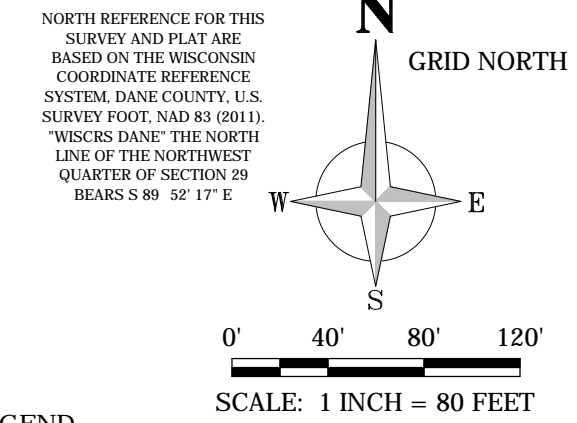 NORTH REFERENCE FOR THIS
SURVEY AND PLAT ARE
BASED ON THE WISCONSIN
COORDINATE REFERENCE
SYSTEM, DANE COUNTY, U.S.
SURVEY FOOT, NAD 83 (2011).
"WISCRS DANE" THE NORTH
LINE OF THE NORTHWEST
QUARTER OF SECTION 29
BEARS S 89 52' 17" E
N
GRID NORTH
W
E
S
0' 40' 80' 120'
SCALE: 1 INCH = 80 FEET